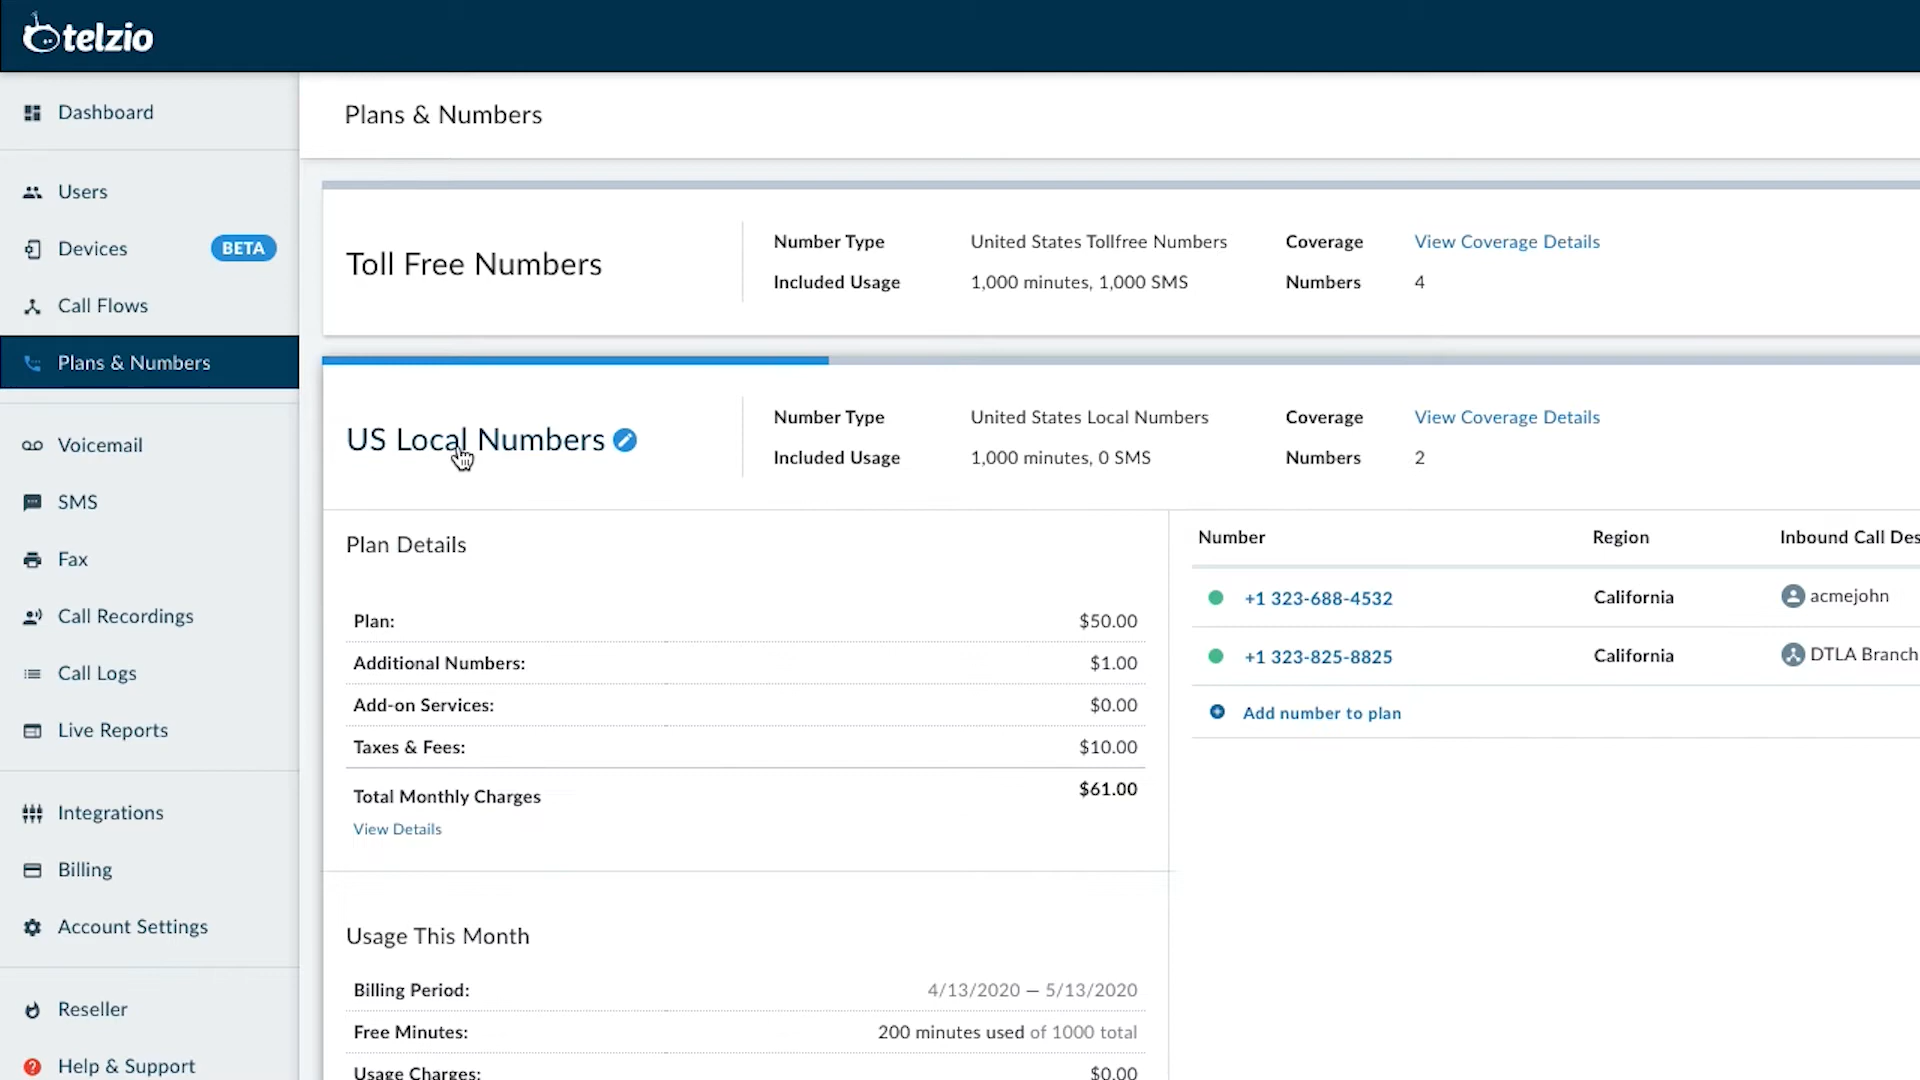 telzio
Dashboard
Users
Devices BETA
Call Flows
Plans & Numbers
Voicemail
SMS
Fax
Call Recordings
Call Logs
Live Reports
Integrations
Billing
Account Settings
Reseller
Help & Support
Plans & Numbers
Toll Free Numbers
Number Type United States Tollfree Numbers Coverage View Coverage Details
Included Usage 1,000 minutes, 1,000 SMS Numbers 4
US Local Numbers
Number Type United States Local Numbers Coverage View Coverage Details
Included Usage 1,000 minutes, 0 SMS Numbers 2
Plan Details
Plan: $50.00
Additional Numbers: $1.00
Add-on Services: $0.00
Taxes & Fees: $10.00
Total Monthly Charges $61.00
View Details
Usage This Month
Billing Period: 4/13/2020 — 5/13/2020
Free Minutes: 200 minutes used of 1000 total
Usage Charges: $0.00
Number Region Inbound Call Des
+1 323-688-4532 California acmejohn
+1 323-825-8825 California DTLA Branch
Add number to plan